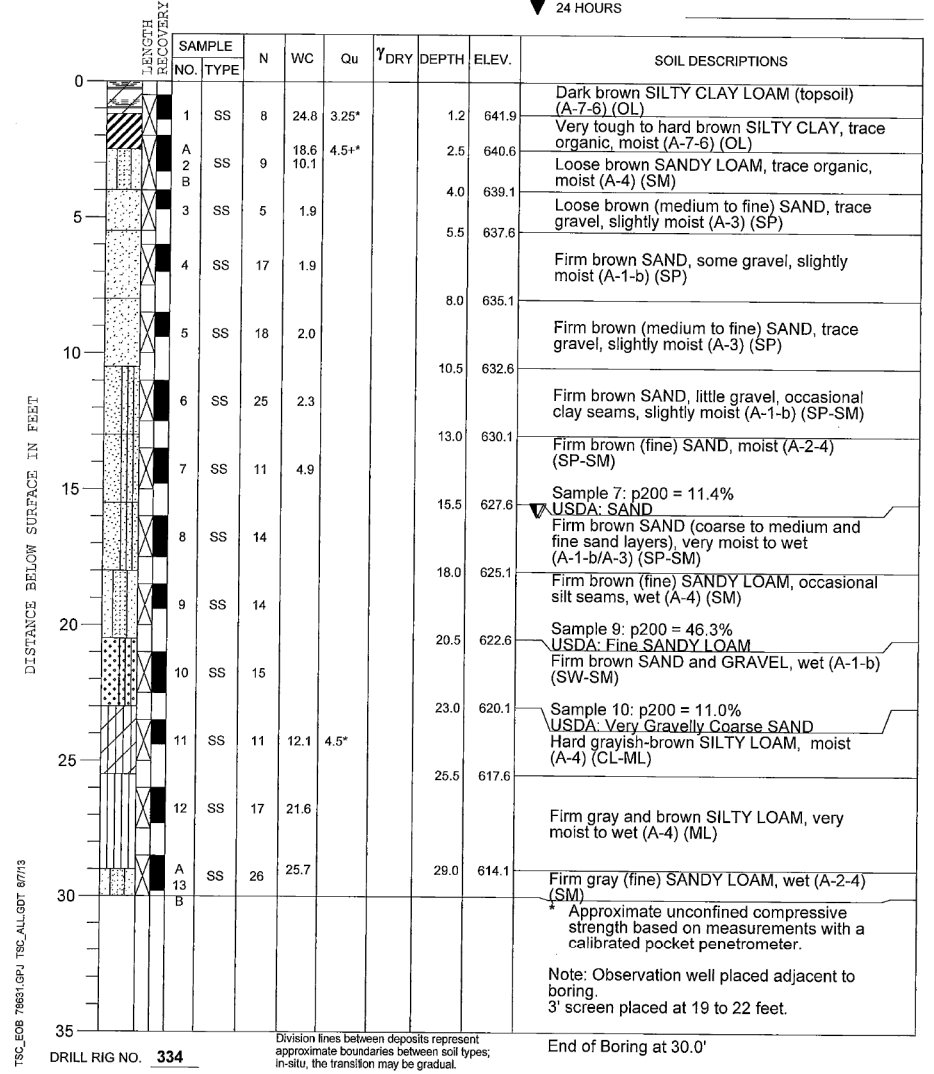 24 HOURS
LENGTH
RECOVERY
SAMPLE
NO. TYPE N WC Qu γDRY DEPTH ELEV. SOIL DESCRIPTIONS
0
Dark brown SILTY CLAY LOAM (topsoil)
(A-7-6) (OL)
1 SS 8 24.8 3.25* 1.2 641.9
Very tough to hard brown SILTY CLAY, trace
organic, moist (A-7-6) (OL)
A 18.6 4.5+* 2.5 640.6
2 SS 9 10.1
B
Loose brown SANDY LOAM, trace organic,
moist (A-4) (SM)
4.0 639.1
3 SS 5 1.9
Loose brown (medium to fine) SAND, trace
gravel, slightly moist (A-3) (SP)
5
5.5 637.6
4 SS 17 1.9
Firm brown SAND, some gravel, slightly
moist (A-1-b) (SP)
8.0 635.1
5 SS 18 2.0
Firm brown (medium to fine) SAND, trace
gravel, slightly moist (A-3) (SP)
10
10.5 632.6
6 SS 25 2.3
Firm brown SAND, little gravel, occasional
clay seams, slightly moist (A-1-b) (SP-SM)
13.0 630.1
Firm brown (fine) SAND, moist (A-2-4)
(SP-SM)
7 SS 11 4.9
15
Sample 7: p200 = 11.4%
USDA: SAND
15.5 627.6
Firm brown SAND (coarse to medium and
fine sand layers), very moist to wet
(A-1-b/A-3) (SP-SM)
8 SS 14
18.0 625.1
Firm brown (fine) SANDY LOAM, occasional
silt seams, wet (A-4) (SM)
9 SS 14
20
Sample 9: p200 = 46.3%
USDA: Fine SANDY LOAM
20.5 622.6
Firm brown SAND and GRAVEL, wet (A-1-b)
(SW-SM)
10 SS 15
Sample 10: p200 = 11.0%
USDA: Very Gravelly Coarse SAND
23.0 620.1
Hard grayish-brown SILTY LOAM, moist
(A-4) (CL-ML)
11 SS 11 12.1 4.5*
25
25.5 617.6
12 SS 17 21.6
Firm gray and brown SILTY LOAM, very
moist to wet (A-4) (ML)
A 25.7 29.0 614.1
13 SS 26
B
Firm gray (fine) SANDY LOAM, wet (A-2-4)
(SM)
30
* Approximate unconfined compressive
strength based on measurements with a
calibrated pocket penetrometer.
Note: Observation well placed adjacent to
boring.
3' screen placed at 19 to 22 feet.
35
DISTANCE BELOW SURFACE IN FEET
TSC_EOB 78631.GPJ TSC_ALL.GDT 8/7/13
DRILL RIG NO. 334
Division lines between deposits represent
approximate boundaries between soil types;
in-situ, the transition may be gradual.
End of Boring at 30.0'